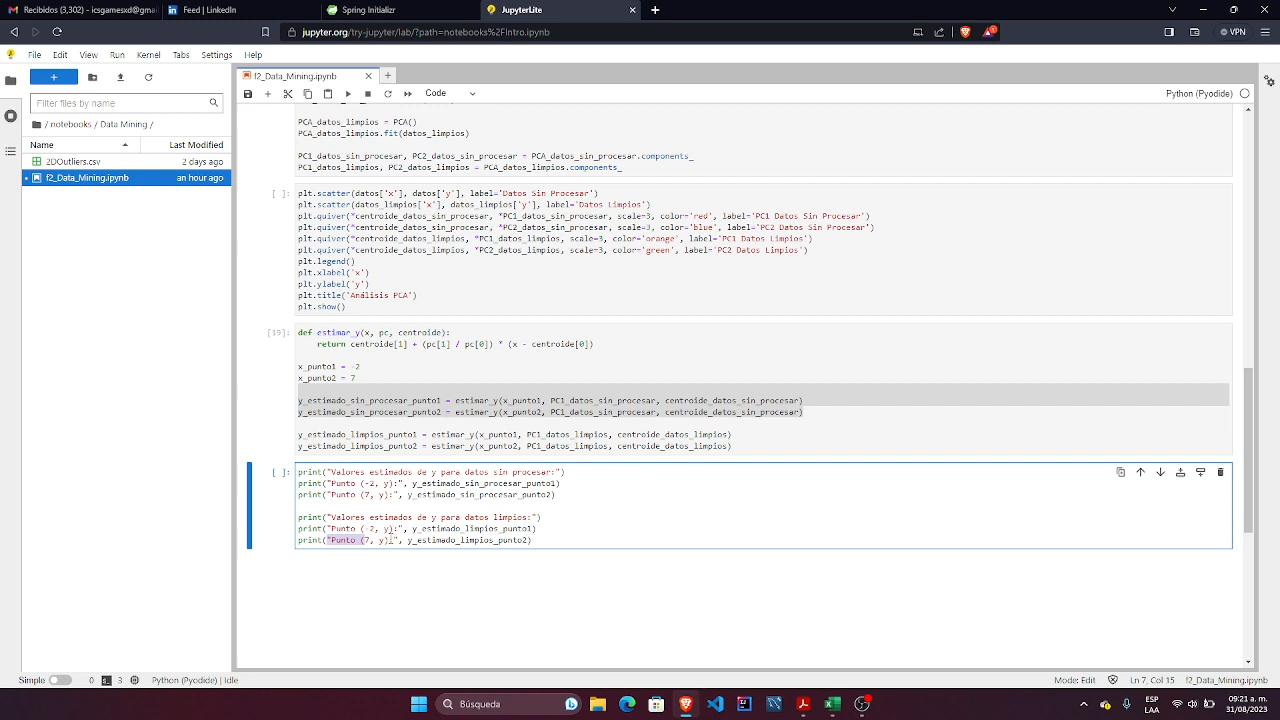 Recibidos (3,302) - icsgamesxd@gmai
Feed | LinkedIn
Spring Initializr
JupyterLite
jupyter.org/try-jupyter/lab/?path=notebooks%2FIntro.ipynb
VPN
File Edit View Run Kernel Tabs Settings Help
f2_Data_Mining.ipynb
Filter files by name
Code
Python (Pyodide)
/ notebooks / Data Mining /
Name Last Modified
2DOutliers.csv 2 days ago
f2_Data_Mining.ipynb an hour ago
PCA_datos_limpios = PCA()
PCA_datos_limpios.fit(datos_limpios)
PC1_datos_sin_procesar, PC2_datos_sin_procesar = PCA_datos_sin_procesar.components_
PC1_datos_limpios, PC2_datos_limpios = PCA_datos_limpios.components_
[ ]: plt.scatter(datos['x'], datos['y'], label='Datos Sin Procesar')
plt.scatter(datos_limpios['x'], datos_limpios['y'], label='Datos Limpios')
plt.quiver(*centroide_datos_sin_procesar, *PC1_datos_sin_procesar, scale=3, color='red', label='PC1 Datos Sin Procesar')
plt.quiver(*centroide_datos_sin_procesar, *PC2_datos_sin_procesar, scale=3, color='blue', label='PC2 Datos Sin Procesar')
plt.quiver(*centroide_datos_limpios, *PC1_datos_limpios, scale=3, color='orange', label='PC1 Datos Limpios')
plt.quiver(*centroide_datos_limpios, *PC2_datos_limpios, scale=3, color='green', label='PC2 Datos Limpios')
plt.legend()
plt.xlabel('x')
plt.ylabel('y')
plt.title('Análisis PCA')
plt.show()
[19]: def estimar_y(x, pc, centroide):
return centroide[1] + (pc[1] / pc[0]) * (x - centroide[0])
x_punto1 = -2
x_punto2 = 7
y_estimado_sin_procesar_punto1 = estimar_y(x_punto1, PC1_datos_sin_procesar, centroide_datos_sin_procesar)
y_estimado_sin_procesar_punto2 = estimar_y(x_punto2, PC1_datos_sin_procesar, centroide_datos_sin_procesar)
y_estimado_limpios_punto1 = estimar_y(x_punto1, PC1_datos_limpios, centroide_datos_limpios)
y_estimado_limpios_punto2 = estimar_y(x_punto2, PC1_datos_limpios, centroide_datos_limpios)
[ ]: print("Valores estimados de y para datos sin procesar:")
print("Punto (-2, y):", y_estimado_sin_procesar_punto1)
print("Punto (7, y):", y_estimado_sin_procesar_punto2)
print("Valores estimados de y para datos limpios:")
print("Punto (-2, y):", y_estimado_limpios_punto1)
print("Punto (7, y):", y_estimado_limpios_punto2)
Simple 0 3 Python (Pyodide) | Idle
Mode: Edit Ln 7, Col 15 f2_Data_Mining.ipynb
Búsqueda
ESP
LAA
09:21 a. m.
31/08/2023